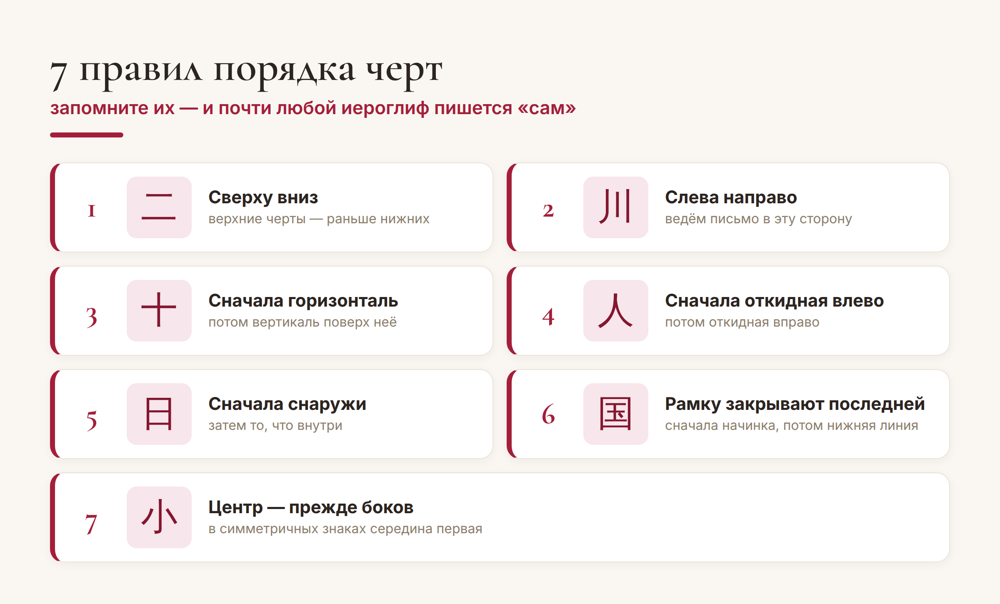 7 правил порядка черт
запомните их — и почти любой иероглиф пишется «сам»
1
二
Сверху вниз
верхние черты — раньше нижних
2
川
Слева направо
ведём письмо в эту сторону
3
十
Сначала горизонталь
потом вертикаль поверх неё
4
人
Сначала откидная влево
потом откидная вправо
5
日
Сначала снаружи
затем то, что внутри
6
国
Рамку закрывают последней
сначала начинка, потом нижняя линия
7
小
Центр — прежде боков
в симметричных знаках середина первая